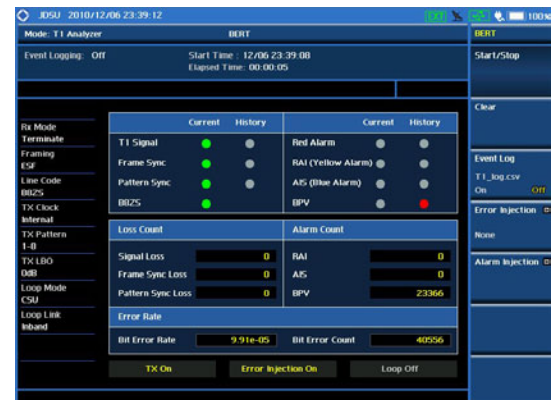 JDSU 2010/12/06 23:39:12 EXT 100%
Mode: T1 Analyzer BERT BERT
Event Logging: Off Start Time : 12/06 23:39:08 Start/Stop
Elapsed Time: 00:00:05
Clear
Current History Current History
Rx Mode
Terminate
T1 Signal Red Alarm
Framing
ESF
Frame Sync RAI (Yellow Alarm) Event Log
Line Code
B8ZS
Pattern Sync AIS (Blue Alarm) T1_log.csv
On Off
TX Clock
Internal
B8ZS BPV Error Injection
TX Pattern
1-0
Loss Count Alarm Count None
TX LBO
0dB
Signal Loss 0 RAI 0 Alarm Injection
Frame Sync Loss 0 AIS 0
Loop Mode
CSU
Pattern Sync Loss 0 BPV 23366
Loop Link
Inband
Error Rate
Bit Error Rate 9.91e-05 Bit Error Count 40556
TX On Error Injection On Loop Off